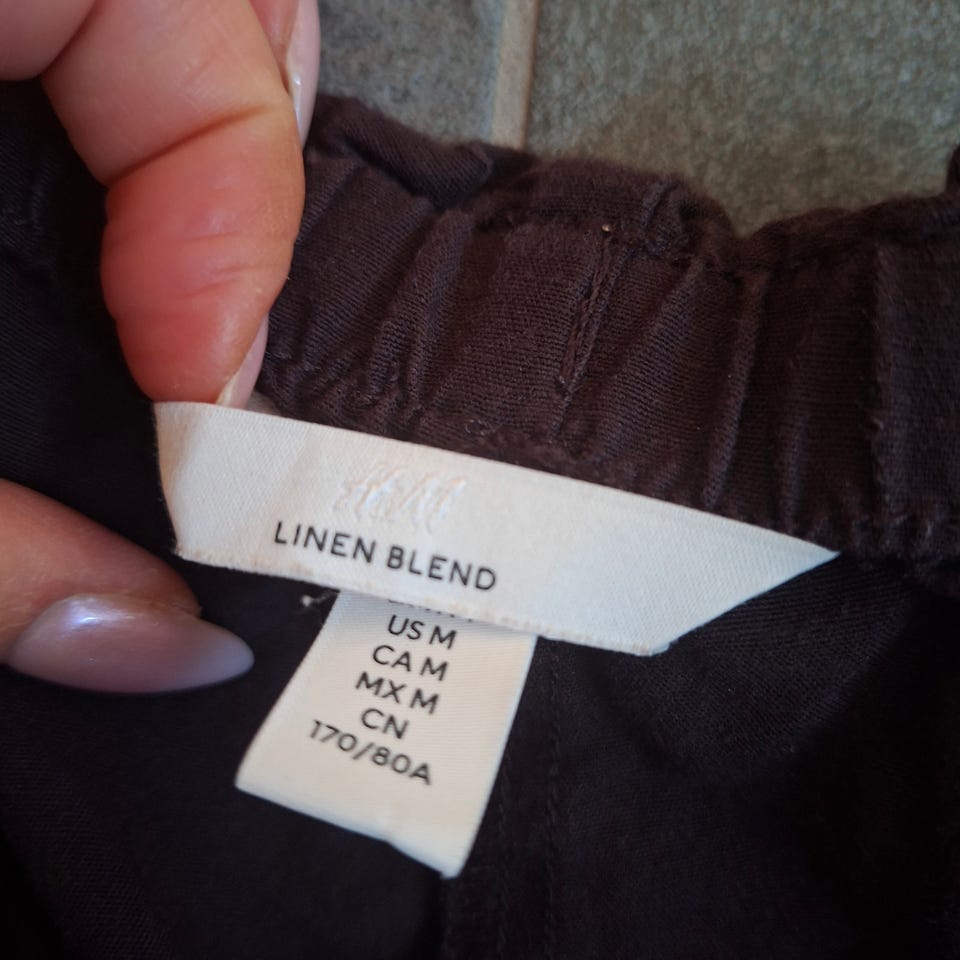 H&M
LINEN BLEND
US M
CA M
MX M
CN
170/80A